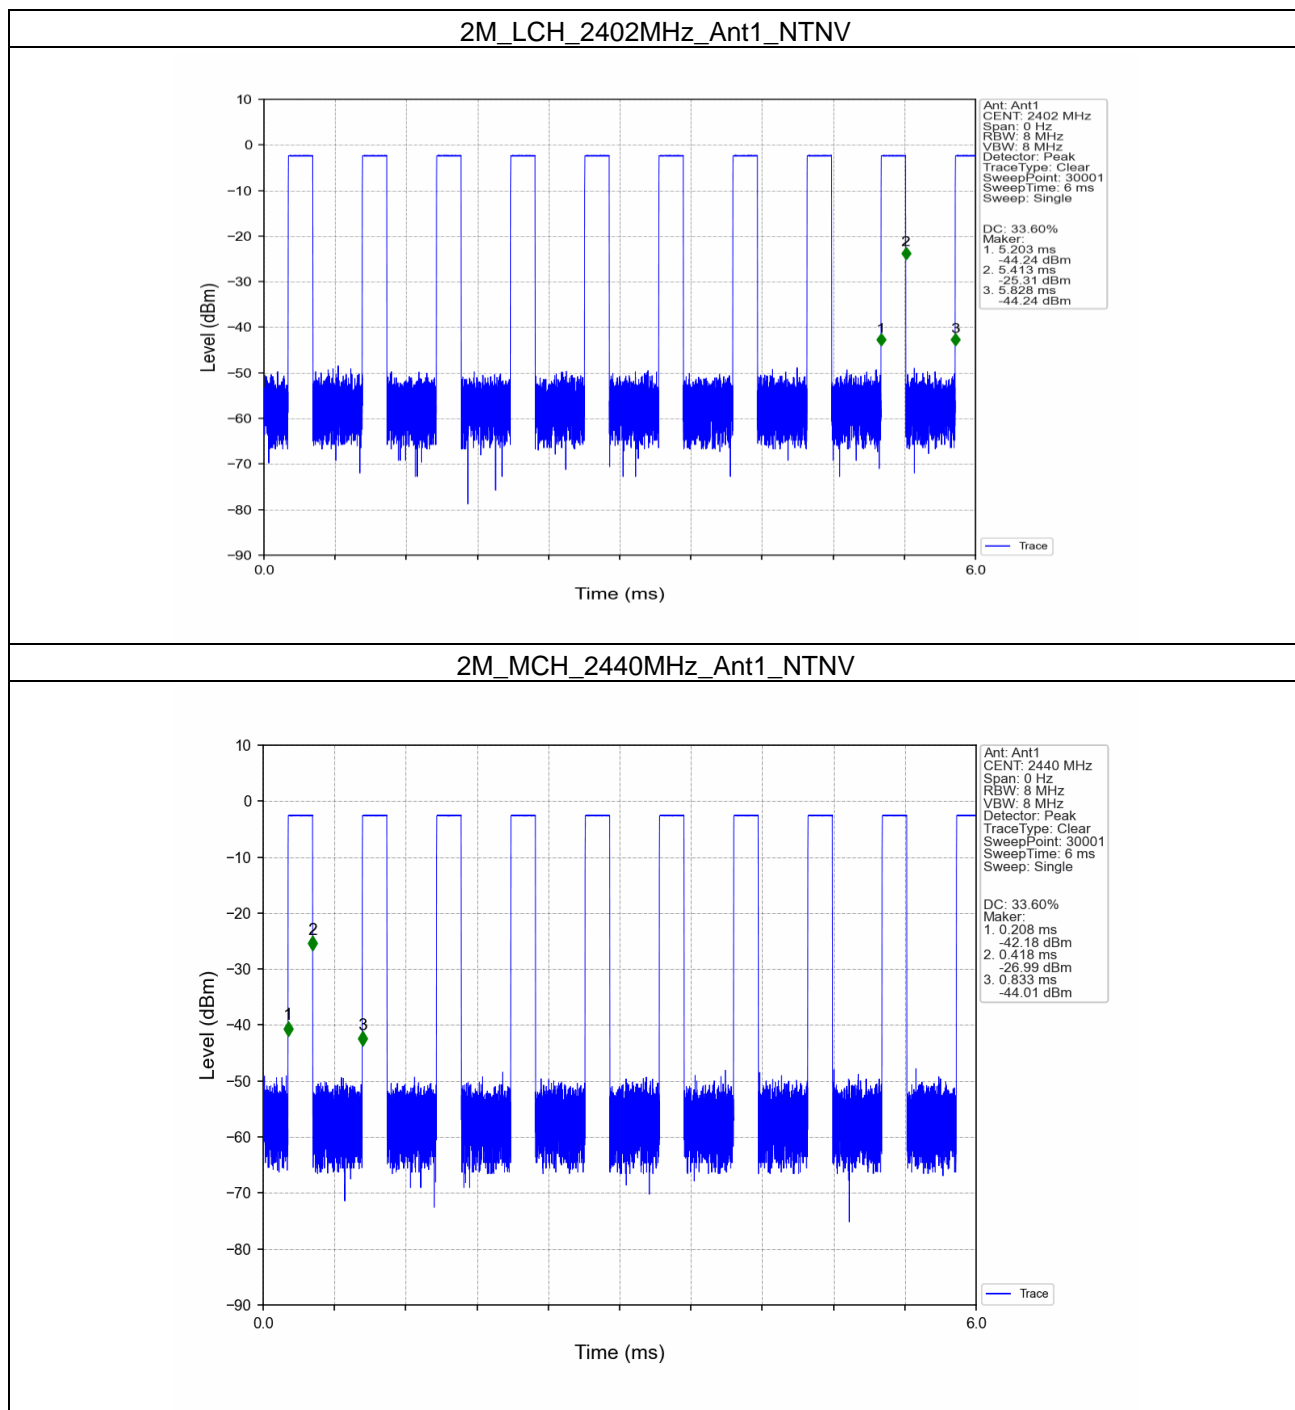 2M_LCH_2402MHz_Ant1_NTNV
10
0
−10
−20
−30
−40
−50
−60
−70
−80
−90
Level (dBm)
0.0
6.0
Time (ms)
1
2
3
Ant: Ant1
CENT: 2402 MHz
Span: 0 Hz
RBW: 8 MHz
VBW: 8 MHz
Detector: Peak
TraceType: Clear
SweepPoint: 30001
SweepTime: 6 ms
Sweep: Single
DC: 33.60%
Maker:
1. 5.203 ms
-44.24 dBm
2. 5.413 ms
-25.31 dBm
3. 5.828 ms
-44.24 dBm
Trace
2M_MCH_2440MHz_Ant1_NTNV
10
0
−10
−20
−30
−40
−50
−60
−70
−80
−90
Level (dBm)
0.0
6.0
Time (ms)
1
2
3
Ant: Ant1
CENT: 2440 MHz
Span: 0 Hz
RBW: 8 MHz
VBW: 8 MHz
Detector: Peak
TraceType: Clear
SweepPoint: 30001
SweepTime: 6 ms
Sweep: Single
DC: 33.60%
Maker:
1. 0.208 ms
-42.18 dBm
2. 0.418 ms
-26.99 dBm
3. 0.833 ms
-44.01 dBm
Trace